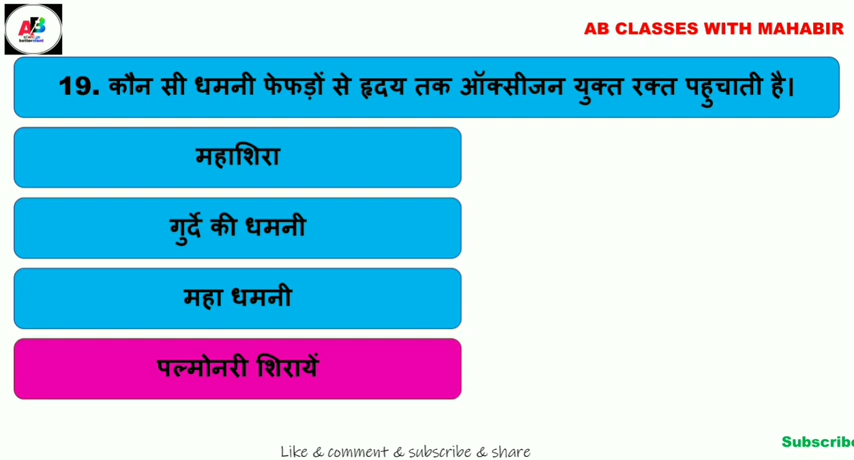 AB CLASSES WITH MAHABIR
19. कौन सी धमनी फेफड़ों से हृदय तक ऑक्सीजन युक्त रक्त पहुचाती है।
महाशिरा
गुर्दे की धमनी
महा धमनी
पल्मोनरी शिरायें
Subscribe
Like & comment & subscribe & share